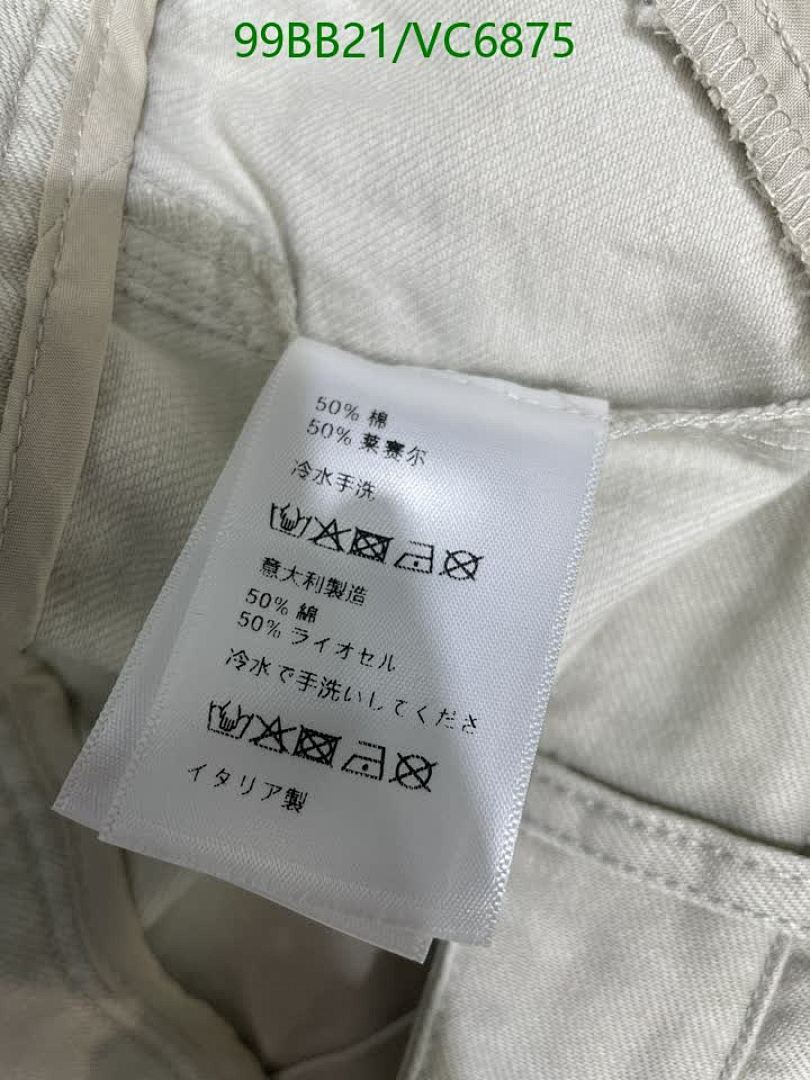 99BB21/VC6875
50% 棉
50% 莱赛尔
冷水手洗
意大利製造
50% 綿
50% ライオセル
冷水で手洗いしてくださ
イタリア製